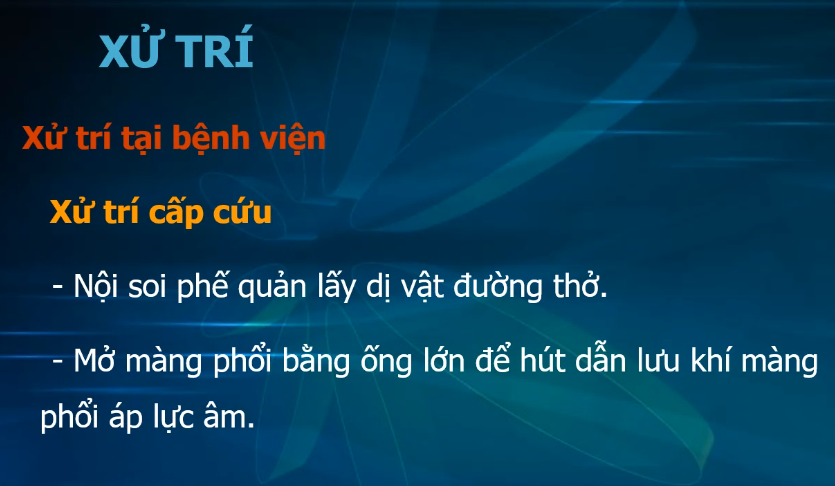 XỬ TRÍ
Xử trí tại bệnh viện
Xử trí cấp cứu
- Nội soi phế quản lấy dị vật đường thở.
- Mở màng phổi bằng ống lớn để hút dẫn lưu khí màng
phổi áp lực âm.